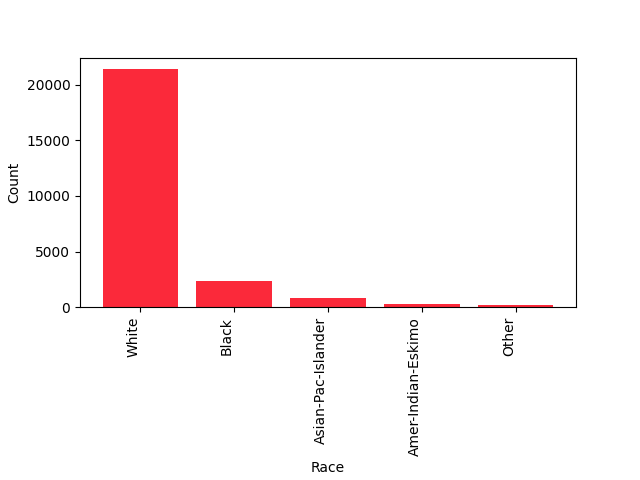 20000
15000
10000
5000
0
Count
White
Black
Asian-Pac-Islander
Amer-Indian-Eskimo
Other
Race